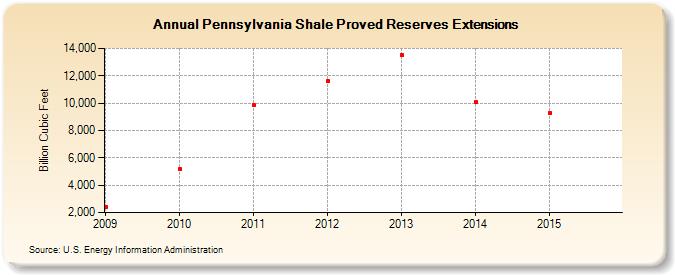 Annual Pennsylvania Shale Proved Reserves Extensions
Billion Cubic Feet
14,000
12,000
10,000
8,000
6,000
4,000
2,000
2009 2010 2011 2012 2013 2014 2015
Source: U.S. Energy Information Administration